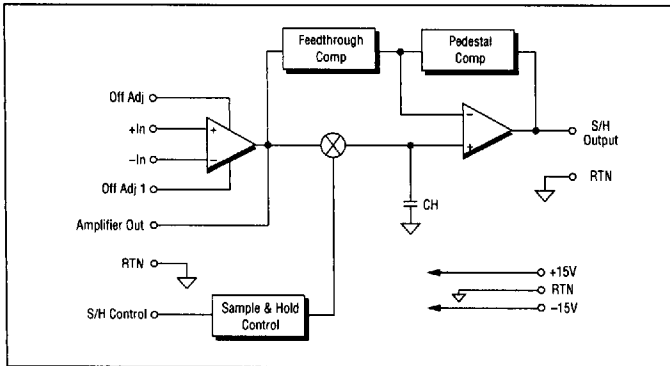 Feedthrough
Comp
Pedestal
Comp
Off Adj
+In
+
−
−In
Off Adj 1
−
+
S/H
Output
RTN
CH
Amplifier Out
RTN
+15V
RTN
−15V
S/H Control
Sample & Hold
Control